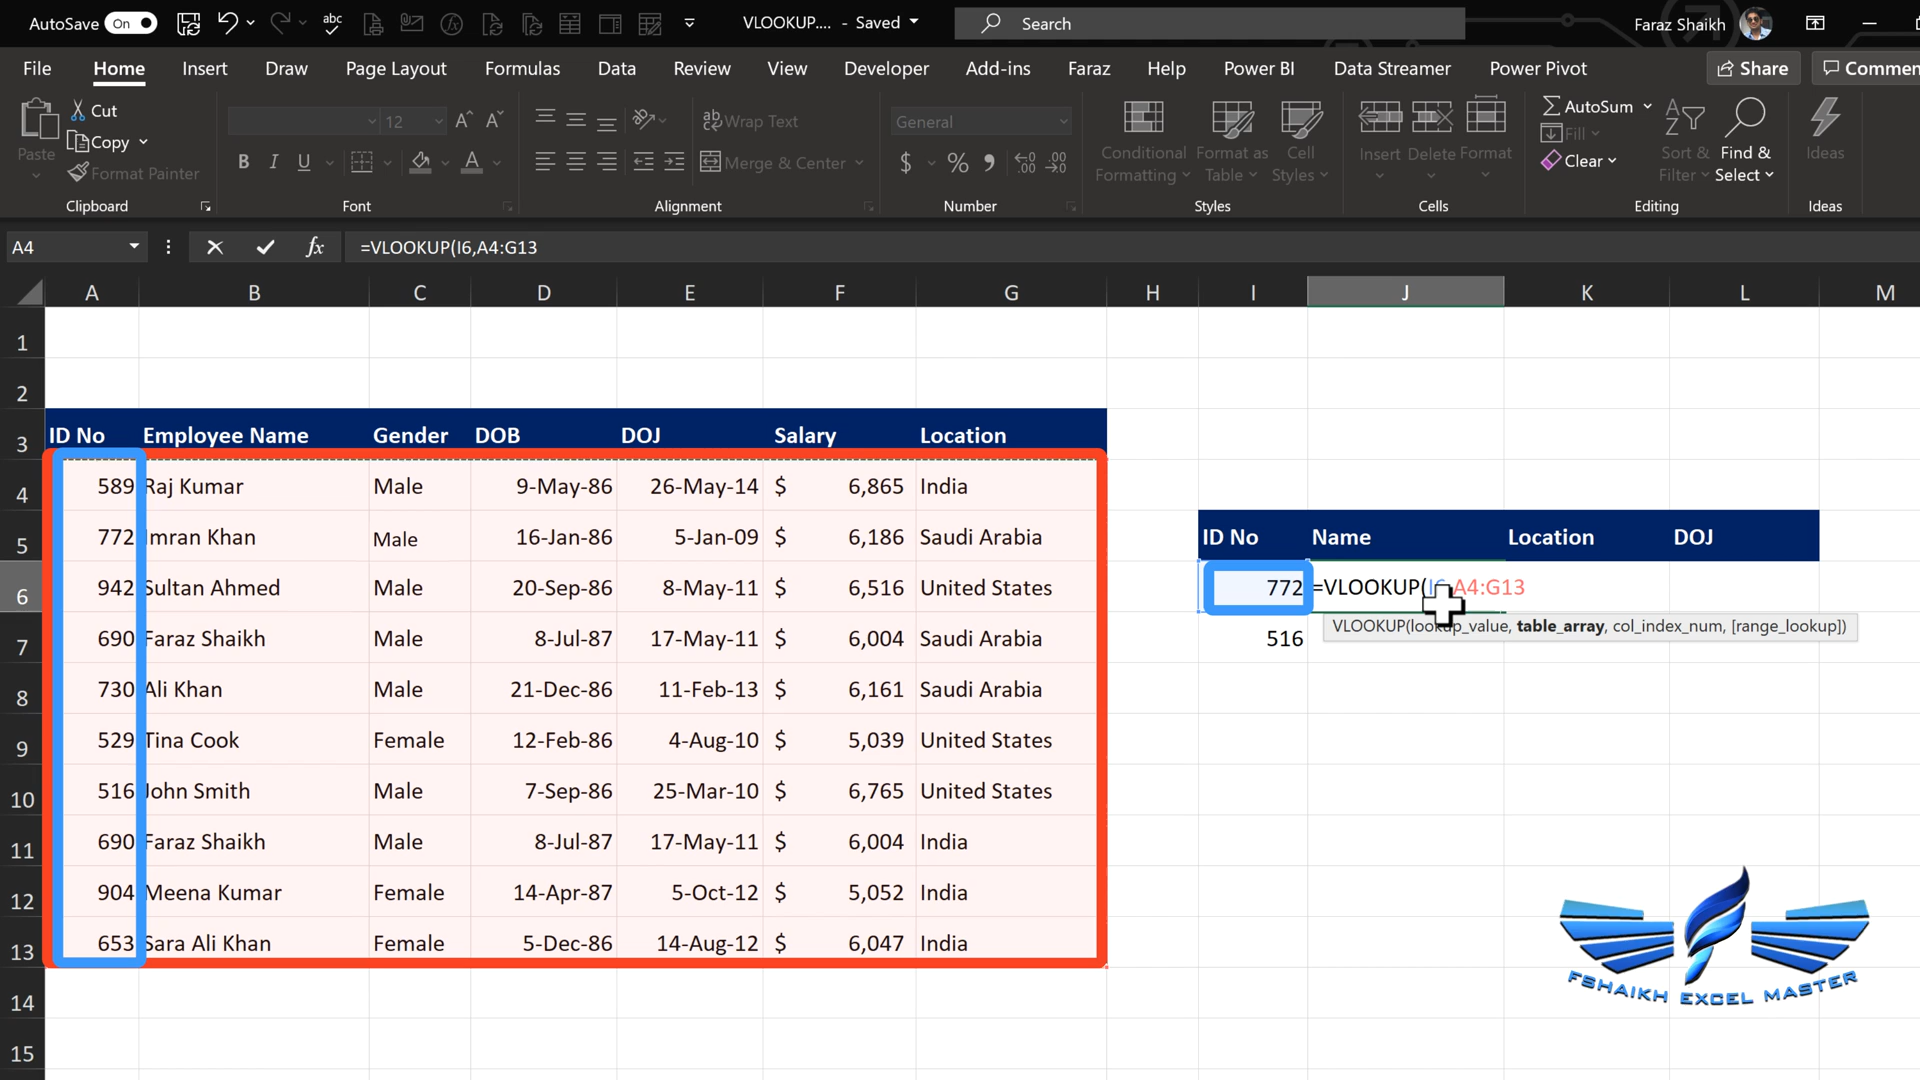 AutoSave On VLOOKUP.... - Saved Search Faraz Shaikh
File Home Insert Draw Page Layout Formulas Data Review View Developer Add-ins Faraz Help Power BI Data Streamer Power Pivot Share
Paste Cut Copy Format Painter
Clipboard
12
B I U A
Font
Wrap Text
Merge & Center
Alignment
General
$ % ,
Number
Conditional Formatting Format as Table Cell Styles
Styles
Insert Delete Format
Cells
AutoSum Fill Clear Sort & Filter Find & Select
Editing
Ideas
Ideas
A4 fx =VLOOKUP(I6,A4:G13
A B C D E F G H I J K L M
1
2
3 ID No Employee Name Gender DOB DOJ Salary Location
4 589 Raj Kumar Male 9-May-86 26-May-14 $ 6,865 India
5 772 Imran Khan Male 16-Jan-86 5-Jan-09 $ 6,186 Saudi Arabia ID No Name Location DOJ
6 942 Sultan Ahmed Male 20-Sep-86 8-May-11 $ 6,516 United States 772 =VLOOKUP(I6,A4:G13
VLOOKUP(lookup_value, table_array, col_index_num, [range_lookup])
7 690 Faraz Shaikh Male 8-Jul-87 17-May-11 $ 6,004 Saudi Arabia 516
8 730 Ali Khan Male 21-Dec-86 11-Feb-13 $ 6,161 Saudi Arabia
9 529 Tina Cook Female 12-Feb-86 4-Aug-10 $ 5,039 United States
10 516 John Smith Male 7-Sep-86 25-Mar-10 $ 6,765 United States
11 690 Faraz Shaikh Male 8-Jul-87 17-May-11 $ 6,004 India
12 904 Meena Kumar Female 14-Apr-87 5-Oct-12 $ 5,052 India
13 653 Sara Ali Khan Female 5-Dec-86 14-Aug-12 $ 6,047 India
14
15
FSHAIKH EXCEL MASTER